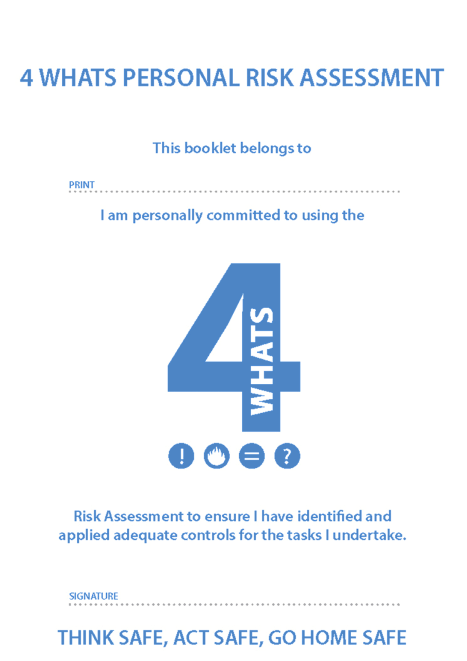 4 WHATS PERSONAL RISK ASSESSMENT
This booklet belongs to
PRINT
I am personally committed to using the
4
WHATS
! = ?
Risk Assessment to ensure I have identified and
applied adequate controls for the tasks I undertake.
SIGNATURE
THINK SAFE, ACT SAFE, GO HOME SAFE